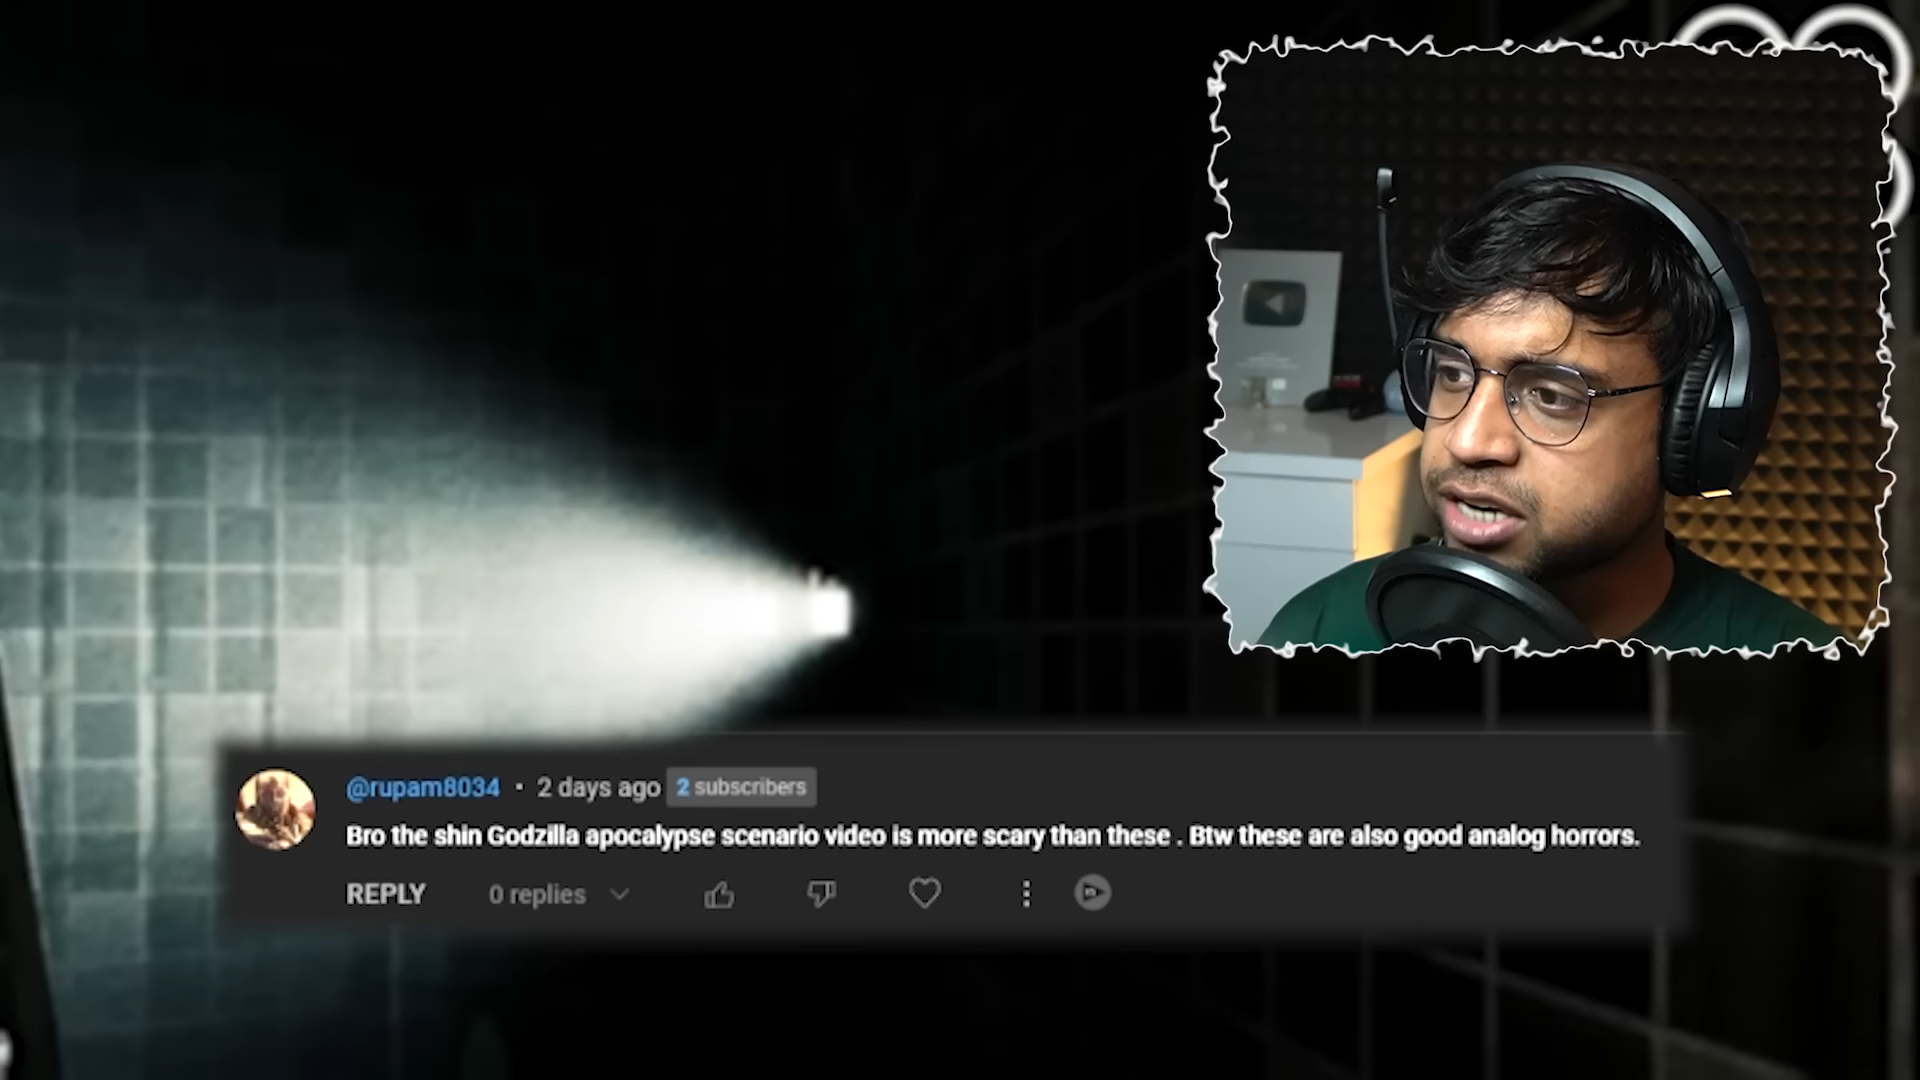 @rupam8034 · 2 days ago 2 subscribers
Bro the shin Godzilla apocalypse scenario video is more scary than these . Btw these are also good analog horrors.
REPLY 0 replies